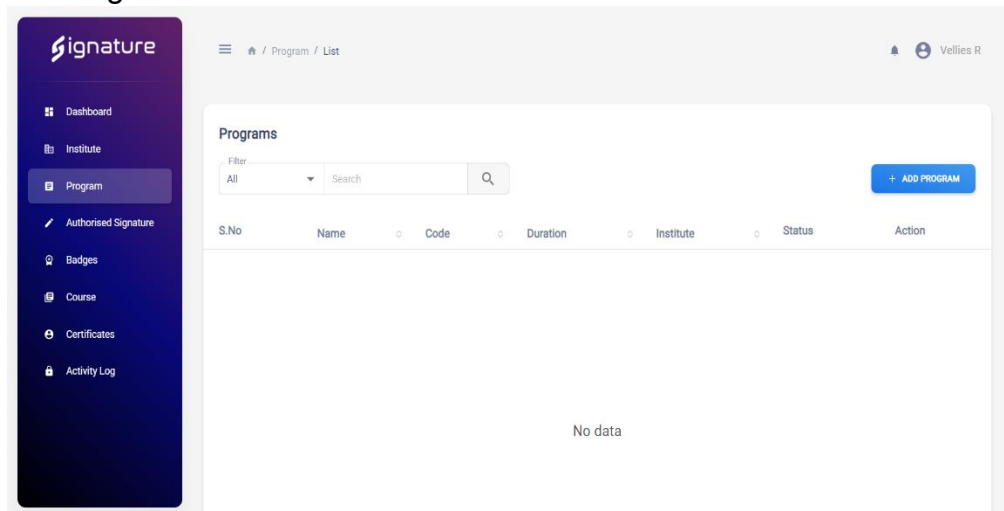 Signature
Program / List
Vellies R
Dashboard
Institute
Program
Authorised Signature
Badges
Course
Certificates
Activity Log
Programs
Filter
All
Search
+ ADD PROGRAM
S.No Name Code Duration Institute Status Action
No data